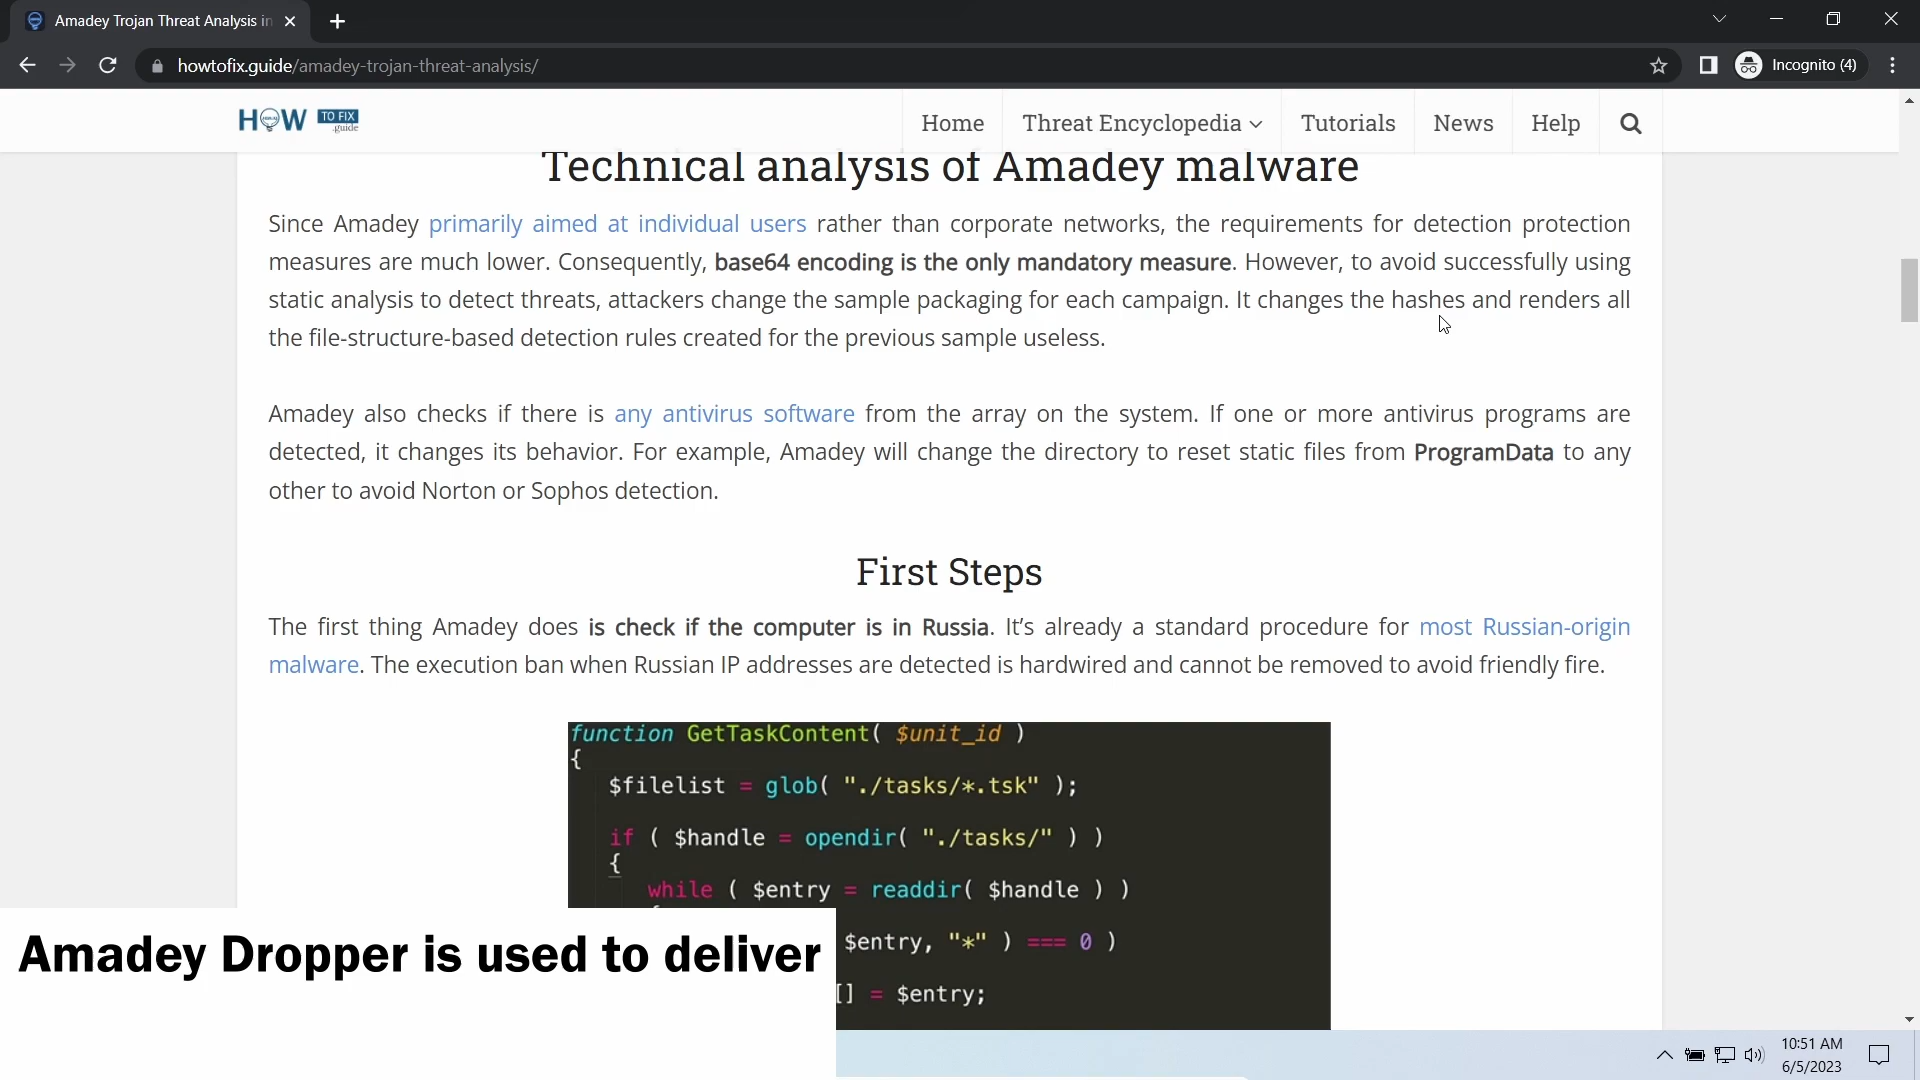 Amadey Trojan Threat Analysis in
howtofix.guide/amadey-trojan-threat-analysis/
Incognito (4)
HOW TO FIX .guide
Home Threat Encyclopedia Tutorials News Help
Technical analysis of Amadey malware
Since Amadey primarily aimed at individual users rather than corporate networks, the requirements for detection protection
measures are much lower. Consequently, base64 encoding is the only mandatory measure. However, to avoid successfully using
static analysis to detect threats, attackers change the sample packaging for each campaign. It changes the hashes and renders all
the file-structure-based detection rules created for the previous sample useless.
Amadey also checks if there is any antivirus software from the array on the system. If one or more antivirus programs are
detected, it changes its behavior. For example, Amadey will change the directory to reset static files from ProgramData to any
other to avoid Norton or Sophos detection.
First Steps
The first thing Amadey does is check if the computer is in Russia. It’s already a standard procedure for most Russian-origin
malware. The execution ban when Russian IP addresses are detected is hardwired and cannot be removed to avoid friendly fire.
function GetTaskContent( $unit_id )
{
$filelist = glob( "./tasks/*.tsk" );
if ( $handle = opendir( "./tasks/" ) )
{
while ( $entry = readdir( $handle ) )
$entry, "*" ) === 0 )
[] = $entry;
Amadey Dropper is used to deliver
10:51 AM
6/5/2023